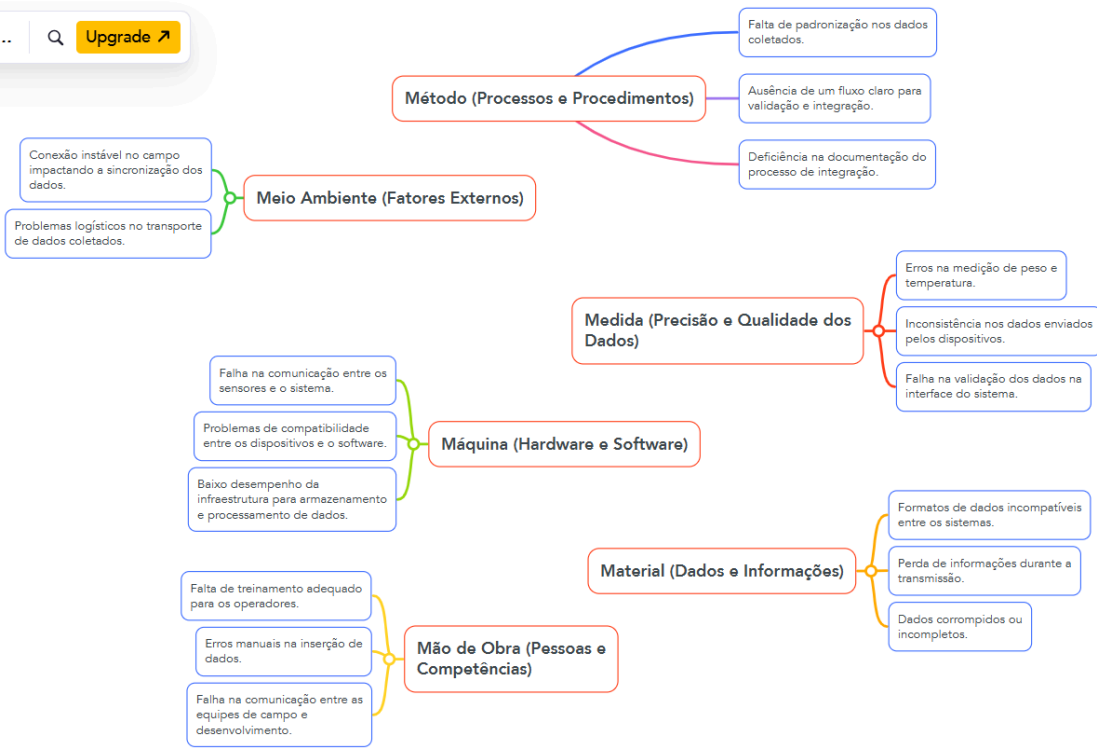 ...
Upgrade
Falta de padronização nos dados
coletados.
Método (Processos e Procedimentos)
Ausência de um fluxo claro para
validação e integração.
Deficiência na documentação do
processo de integração.
Conexão instável no campo
impactando a sincronização dos
dados.
Meio Ambiente (Fatores Externos)
Problemas logísticos no transporte
de dados coletados.
Erros na medição de peso e
temperatura.
Medida (Precisão e Qualidade dos
Dados)
Inconsistência nos dados enviados
pelos dispositivos.
Falha na validação dos dados na
interface do sistema.
Falha na comunicação entre os
sensores e o sistema.
Problemas de compatibilidade
entre os dispositivos e o software.
Máquina (Hardware e Software)
Baixo desempenho da
infraestrutura para armazenamento
e processamento de dados.
Formatos de dados incompatíveis
entre os sistemas.
Material (Dados e Informações)
Perda de informações durante a
transmissão.
Dados corrompidos ou
incompletos.
Falta de treinamento adequado
para os operadores.
Erros manuais na inserção de
dados.
Mão de Obra (Pessoas e
Competências)
Falha na comunicação entre as
equipes de campo e
desenvolvimento.